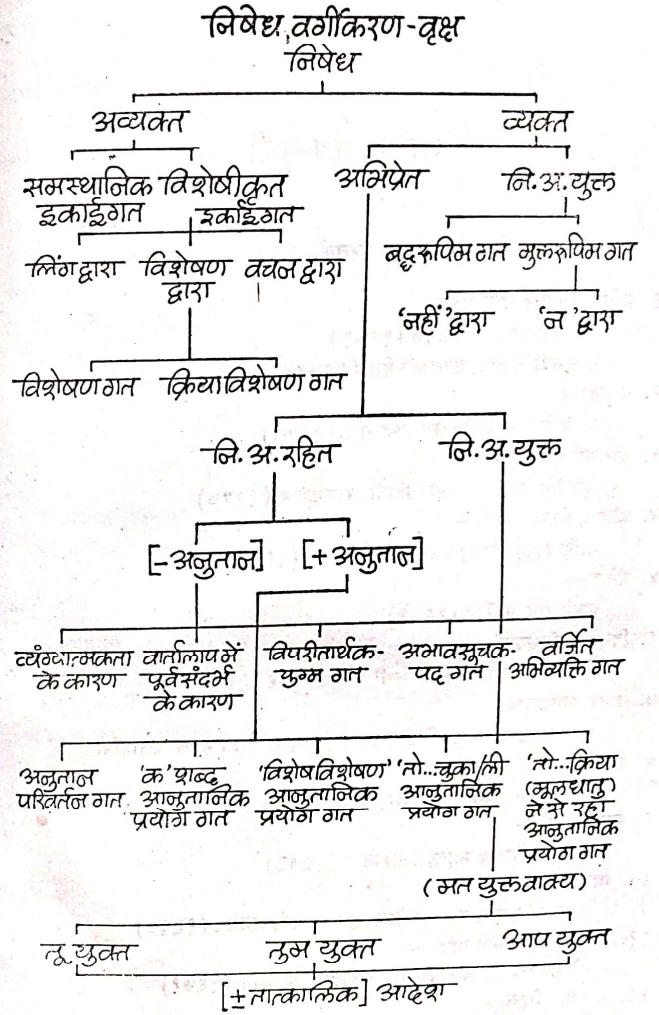 निषेध वर्गीकरण-वृक्ष
निषेध
अव्यक्त व्यक्त
समस्थानिक विशेषीकृत अभिप्रेत नि.अ.युक्त
इकाईगत इकाईगत
बद्धरूपिम गत मुक्तरूपिम गत
लिंग द्वारा विशेषण वचन द्वारा
द्वारा
'नहीं' द्वारा 'न' द्वारा
विशेषण गत क्रिया विशेषण गत
नि.अ.रहित नि.अ.युक्त
[-अनुतान] [+ अनुतान]
व्यंग्यात्मकता वार्तालाप में विपरीतार्थक- अभावसूचक- वर्जित
के कारण पूर्व संदर्भ युग्म गत पद गत अभिव्यक्ति गत
के कारण
अनुतान 'क' शब्द 'विशेष विशेषण' 'तो...चुका/ली 'तो...क्रिया
परिवर्तन गत आनुतानिक आनुतानिक आनुतानिक (मूलधातु)
प्रयोग गत प्रयोग गत प्रयोग गत ने से रहा
आनुतानिक
प्रयोग गत
(मत युक्त वाक्य)
तू युक्त तुम युक्त आप युक्त
[±तात्कालिक] आदेश